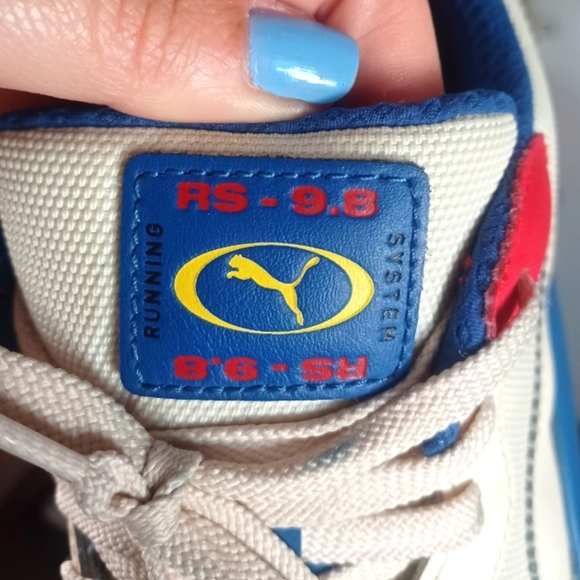 RS - 9.8
RUNNING
SYSTEM
RS - 9.8